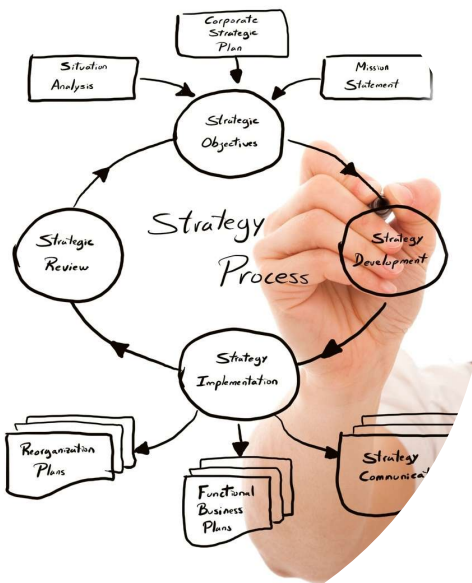 Corporate
Strategic
Plan
Situation
Analysis
Mission
Statement
Strategic
Objectives
Strategy
Process
Strategic
Review
Strategy
Development
Strategy
Implementation
Reorganization
Plans
Functional
Business
Plans
Strategy